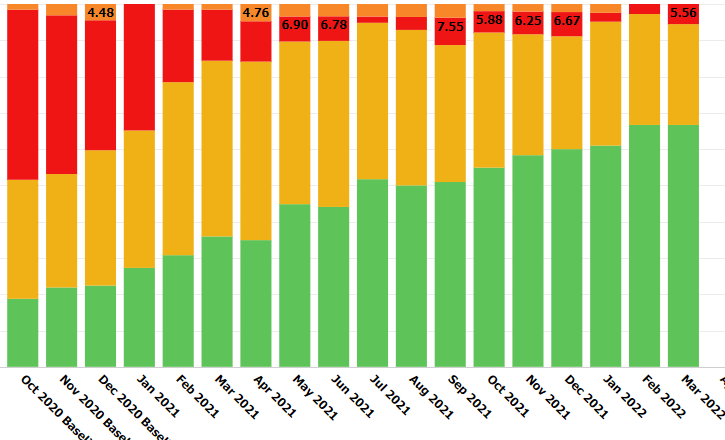 4.48
4.76
6.90
6.78
7.55
5.88
6.25
6.67
5.56
Oct 2020 Baseli
Nov 2020 Basel
Dec 2020 Basel
Jan 2021
Feb 2021
Mar 2021
Apr 2021
May 2021
Jun 2021
Jul 2021
Aug 2021
Sep 2021
Oct 2021
Nov 2021
Dec 2021
Jan 2022
Feb 2022
Mar 2022